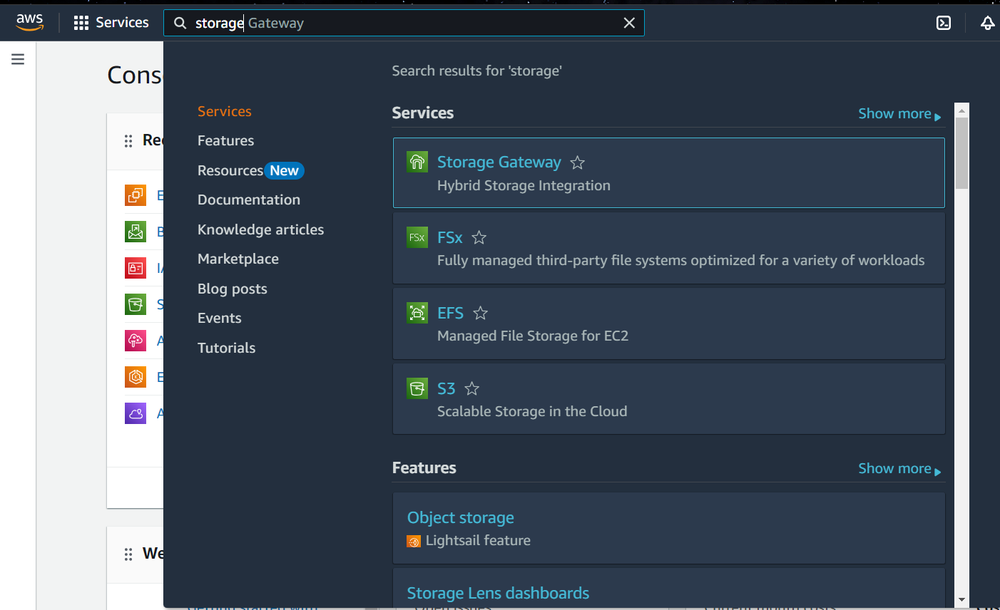 aws
Services
storage Gateway
Cons
Search results for 'storage'
Services
Features
Resources New
Documentation
Knowledge articles
Marketplace
Blog posts
Events
Tutorials
Services
Show more
Storage Gateway
Hybrid Storage Integration
FSx
FSx
Fully managed third-party file systems optimized for a variety of workloads
EFS
Managed File Storage for EC2
S3
Scalable Storage in the Cloud
Features
Show more
Object storage
Lightsail feature
Storage Lens dashboards
Rec
E
B
IA
S
A
E
A
We